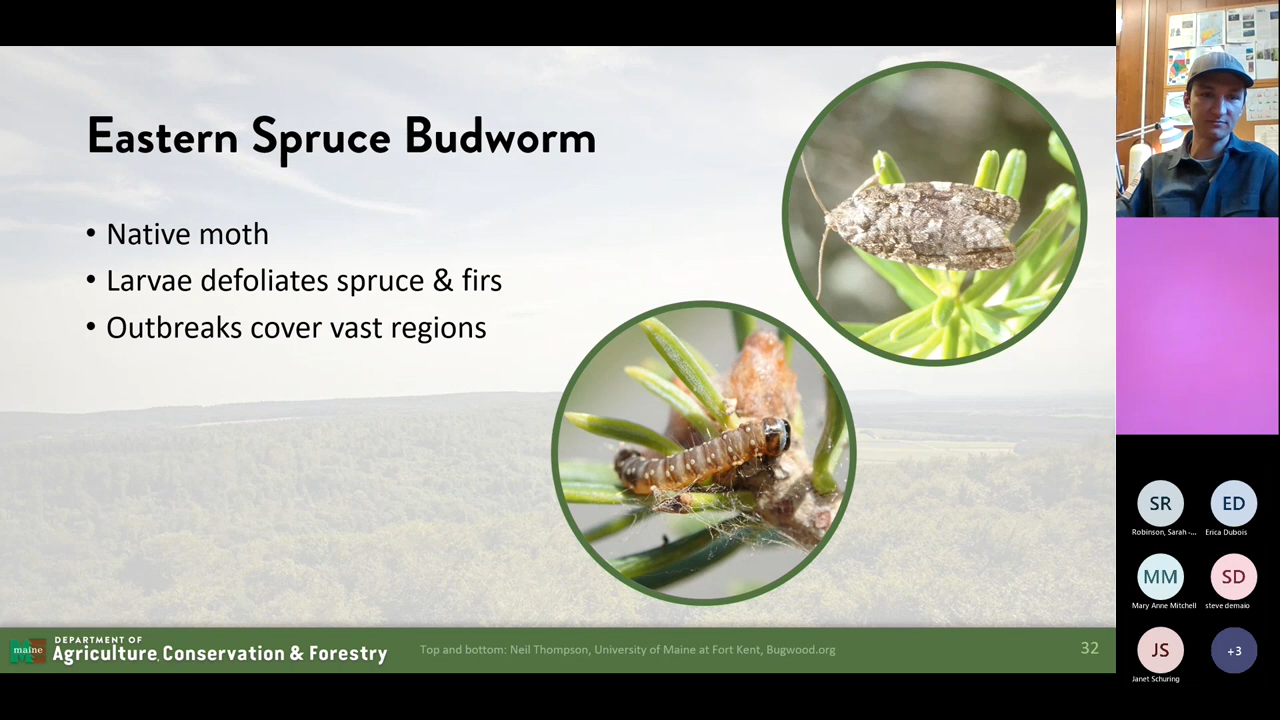 Eastern Spruce Budworm
• Native moth
• Larvae defoliates spruce & firs
• Outbreaks cover vast regions
maine
DEPARTMENT OF
Agriculture, Conservation & Forestry
Top and bottom: Neil Thompson, University of Maine at Fort Kent, Bugwood.org
32
SR
Robinson, Sarah -...
ED
Erica Dubois
MM
Mary Anne Mitchell
SD
steve demaio
JS
Janet Schuring
+3